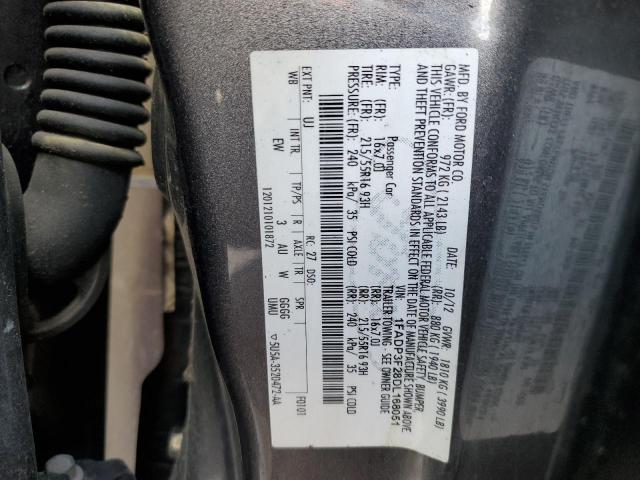 MFD. BY FORD MOTOR CO.
DATE: 10/12 GVWR: 1810 KG ( 3990 LB)
GAWR: (FR): 972 KG ( 2143 LB) (RR): 880 KG ( 1940 LB)
THIS VEHICLE CONFORMS TO ALL APPLICABLE FEDERAL MOTOR VEHICLE SAFETY, BUMPER
AND THEFT PREVENTION STANDARDS IN EFFECT ON THE DATE OF MANUFACTURE SHOWN ABOVE
VIN: 1FADP3F28DL168051
TYPE: Passenger Car TRAILER TOWING - SEE OWNER GUIDE
RIM: (FR): 16x7.0J (RR): 16x7.0J
TIRE: (FR): 215/55R16 93H (RR): 215/55R16 93H
PRESSURE: (FR): 240 kPa/ 35 PSI COLD (RR): 240 kPa/ 35 PSI COLD
EXT PNT: UJ RC: 27 DSO: F0101
WB INT TR TP/PS R AXLE TR SPR
EW 3 AU W GGGG UMU
120121010I872 ▽ 5U5A-3520472-AA